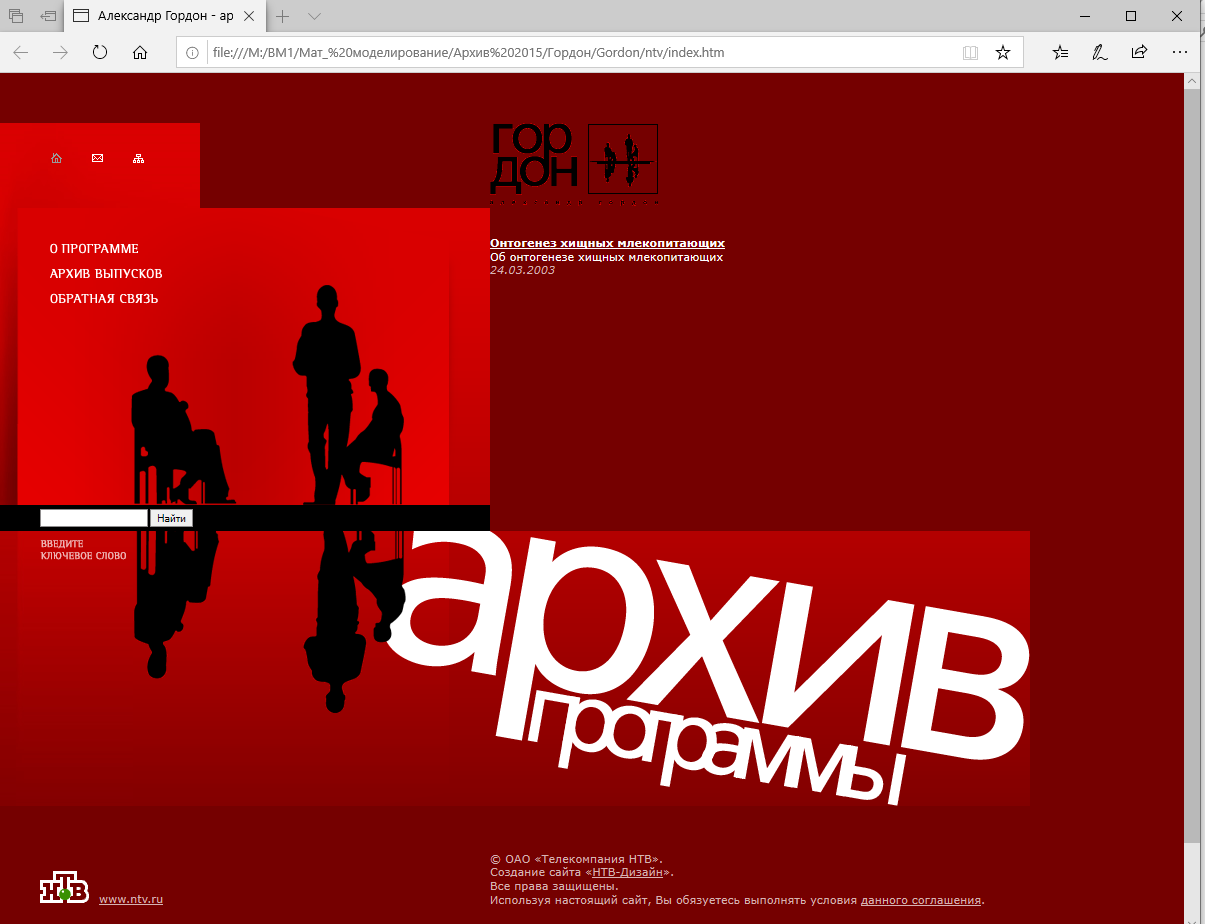 Александр Гордон - ар
file:///M:/BM1/Мат_%20моделирование/Архив%202015/Гордон/Gordon/ntv/index.htm
гордон
О ПРОГРАММЕ
АРХИВ ВЫПУСКОВ
ОБРАТНАЯ СВЯЗЬ
Онтогенез хищных млекопитающих
Об онтогенезе хищных млекопитающих
24.03.2003
Найти
ВВЕДИТЕ
КЛЮЧЕВОЕ СЛОВО
архив
программы
НТВ
www.ntv.ru
© ОАО «Телекомпания НТВ».
Создание сайта «НТВ-Дизайн».
Все права защищены.
Используя настоящий сайт, Вы обязуетесь выполнять условия данного соглашения.